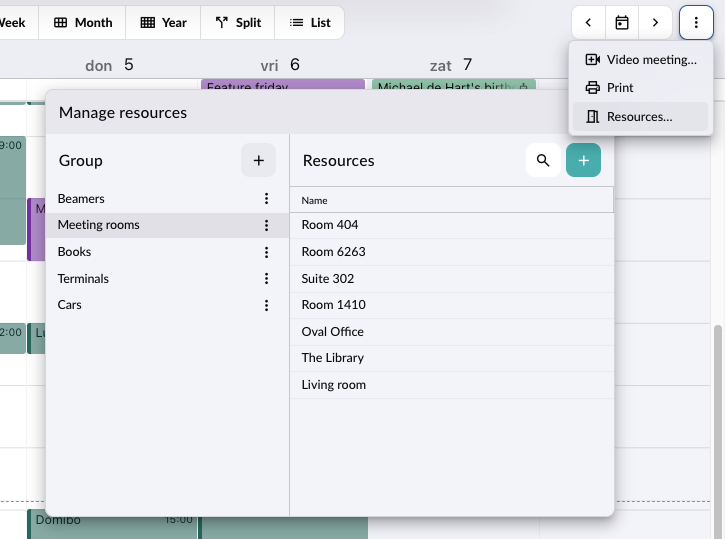 Week Month Year Split List
don 5 vri 6 zat 7
Video meeting...
Print
Resources...
Feature friday
Michael de Hart's birth
Manage resources
9:00
Group
Resources
Name
Beamers
Meeting rooms
Books
Terminals
Cars
Room 404
Room 6263
Suite 302
Room 1410
Oval Office
The Library
Living room
M
2:00
Lu
Domibo
15:00